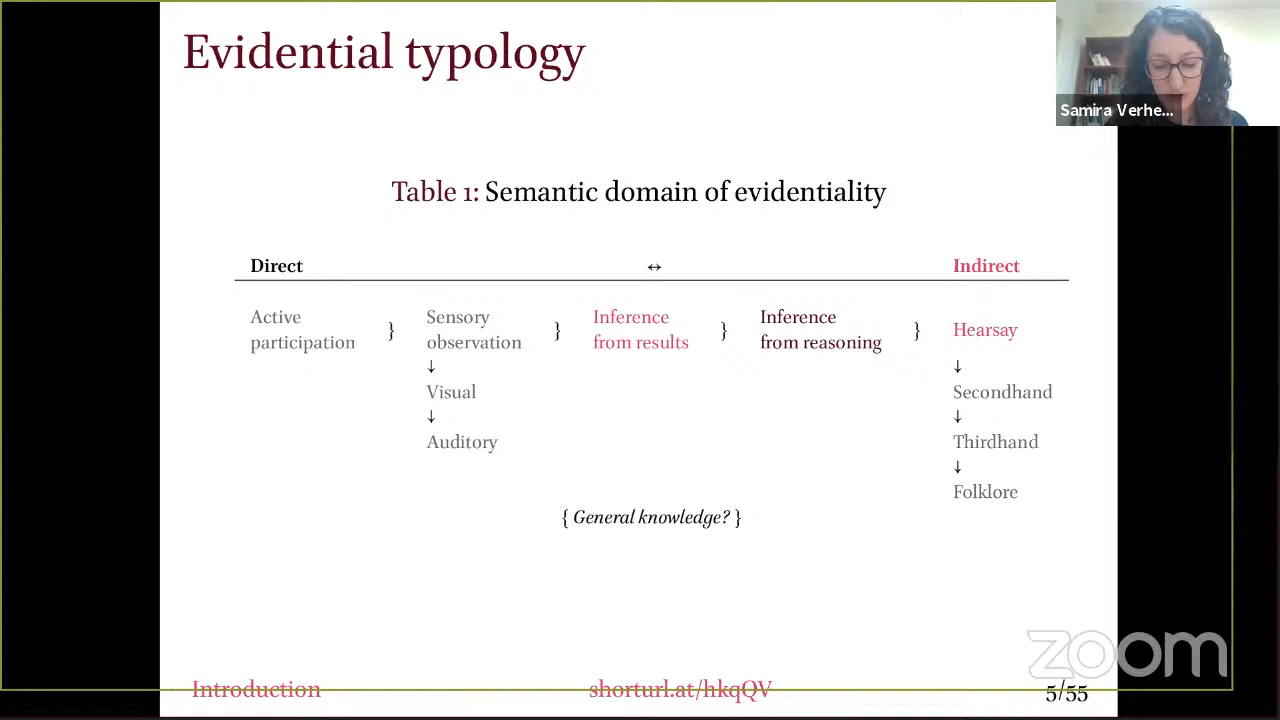 Evidential typology
Samira Verhe...
Table 1: Semantic domain of evidentiality
Direct ↔ Indirect
Active participation } Sensory observation } Inference from results } Inference from reasoning } Hearsay
↓ ↓
Visual Secondhand
↓ ↓
Auditory Thirdhand
↓
Folklore
{ General knowledge? }
zoom
Introduction shorturl.at/hkqQV 5/55